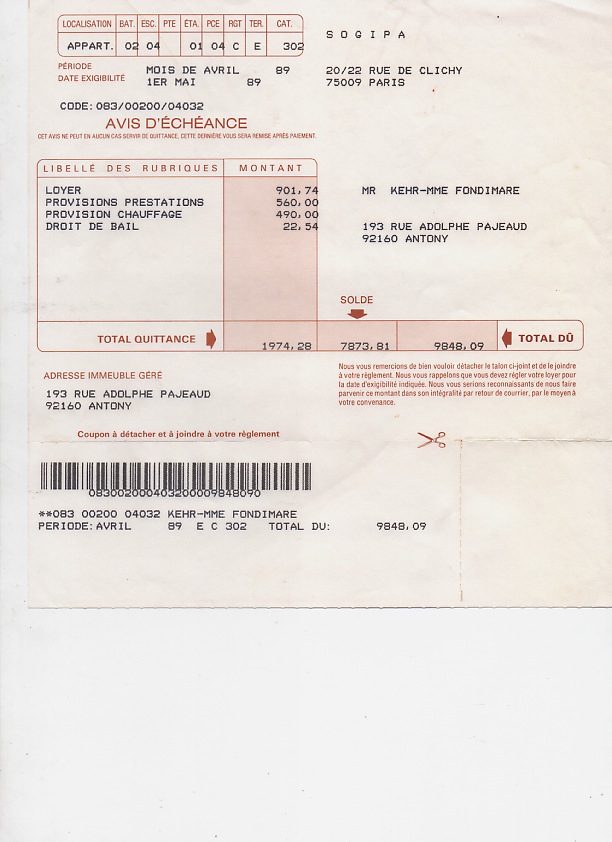 LOCALISATION BAT. ESC. PTE ÉTA. PCE RGT TER. CAT.
APPART. 02 04 01 04 C E 302
SOGIPA
PÉRIODE MOIS DE AVRIL 89
20/22 RUE DE CLICHY
DATE EXIGIBILITÉ 1ER MAI 89
75009 PARIS
CODE: 083/00200/04032
AVIS D'ÉCHÉANCE
CET AVIS NE PEUT EN AUCUN CAS SERVIR DE QUITTANCE, CETTE DERNIÈRE VOUS SERA REMISE APRÈS PAIEMENT.
LIBELLÉ DES RUBRIQUES MONTANT
LOYER 901,74
MR KEHR-MME FONDIMARE
PROVISIONS PRESTATIONS 560,00
PROVISION CHAUFFAGE 490,00
DROIT DE BAIL 22,54
193 RUE ADOLPHE PAJEAUD
92160 ANTONY
SOLDE
TOTAL QUITTANCE 1974,28 7873,81 9848,09 TOTAL DÛ
ADRESSE IMMEUBLE GÉRÉ
193 RUE ADOLPHE PAJEAUD
92160 ANTONY
Nous vous remercions de bien vouloir détacher le talon ci-joint et de le joindre
à votre règlement. Nous vous rappelons que vous devez régler votre loyer pour
la date d'exigibilité indiquée. Nous vous serions reconnaissants de nous faire
parvenir ce montant dans son intégralité par retour de courrier, par le moyen à
votre convenance.
Coupon à détacher et à joindre à votre règlement
083002000403200009848090
**083 00200 04032 KEHR-MME FONDIMARE
PERIODE:AVRIL 89 E C 302 TOTAL DU: 9848,09